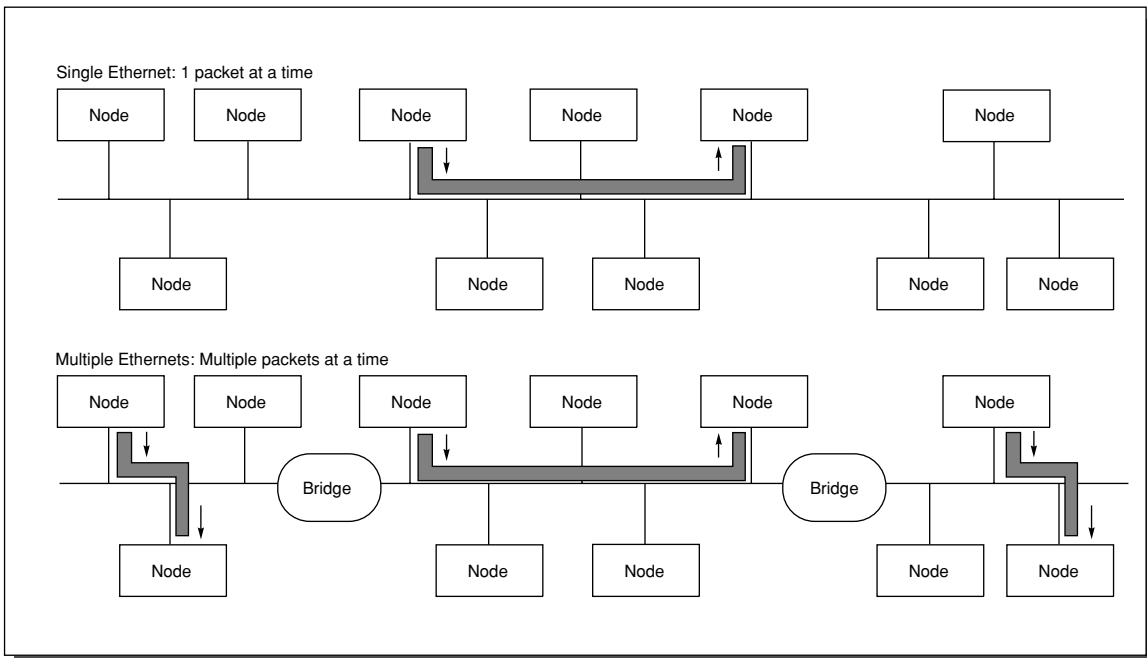 Single Ethernet: 1 packet at a time
Node
Node
Node
Node
Node
Node
Node
Node
Node
Node
Node
Multiple Ethernets: Multiple packets at a time
Node
Node
Node
Node
Node
Node
Bridge
Bridge
Node
Node
Node
Node
Node